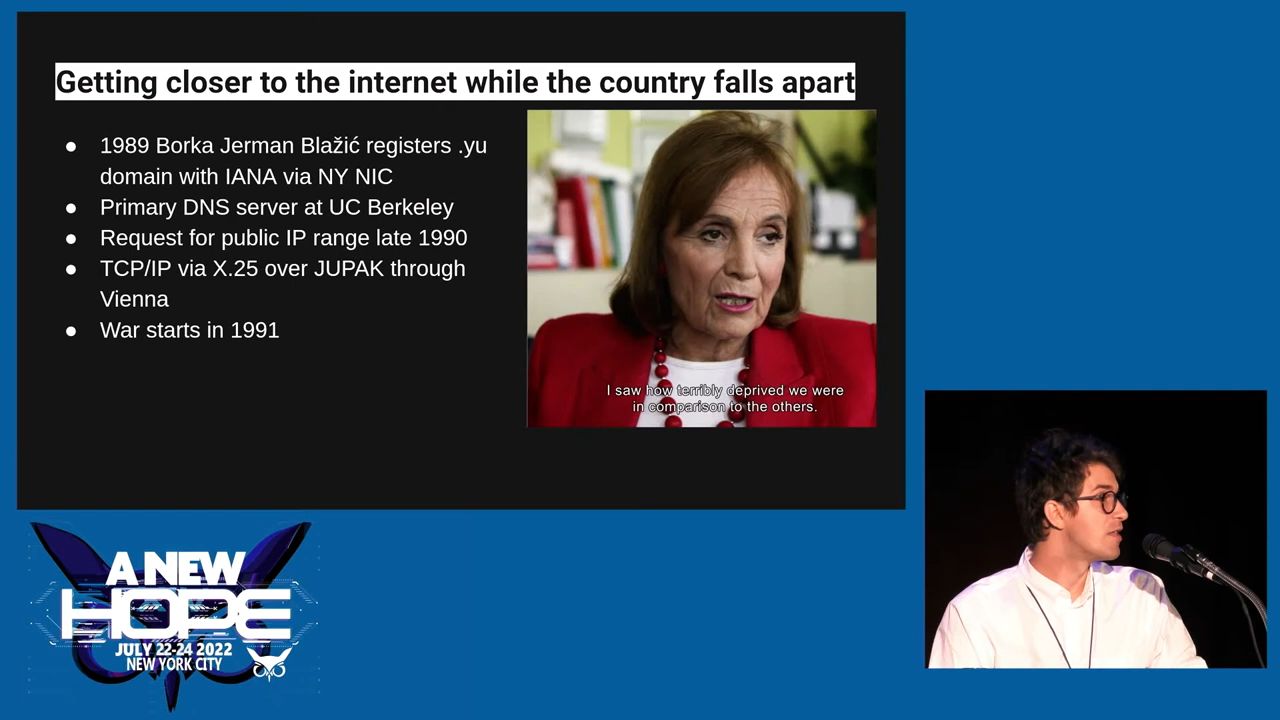 Getting closer to the internet while the country falls apart
● 1989 Borka Jerman Blažić registers .yu
domain with IANA via NY NIC
● Primary DNS server at UC Berkeley
● Request for public IP range late 1990
● TCP/IP via X.25 over JUPAK through
Vienna
● War starts in 1991
I saw how terribly deprived we were
in comparison to the others.
A NEW
HOPE
JULY 22-24 2022
NEW YORK CITY